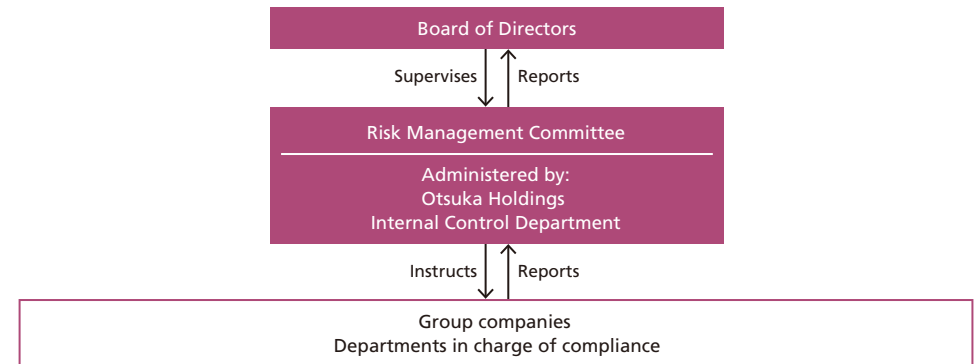 Board of Directors
Supervises
Reports
Risk Management Committee
Administered by:
Otsuka Holdings
Internal Control Department
Instructs
Reports
Group companies
Departments in charge of compliance